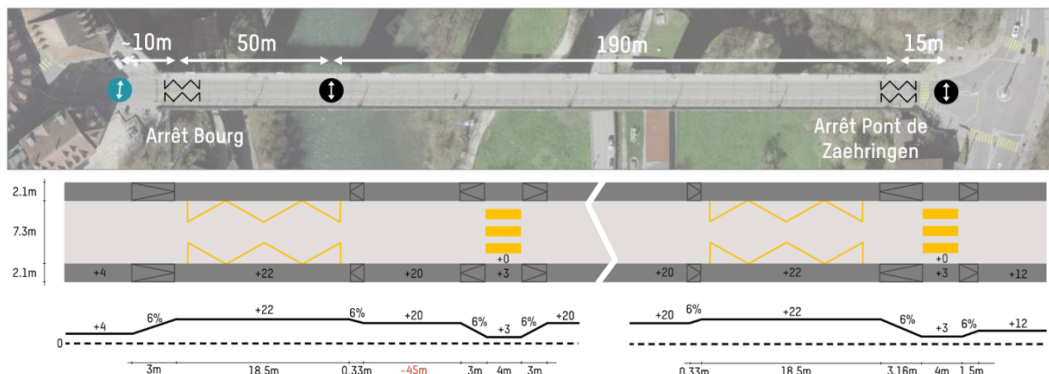 ~10m 50m 190m 15m
Arrêt Bourg
Arrêt Pont de
Zaehringen
2.1m
7.3m
2.1m
+0 +0
+4 +22 +20 +3 +20 +22 +3 +12
+4 6% +22 6% +20 6% +3 6% +20 +20 6% +22 6% +3 6% +12
0
3m 18.5m 0.33m ~45m 3m 4m 3m 0.33m 18.5m 3.16m 4m 1.5m